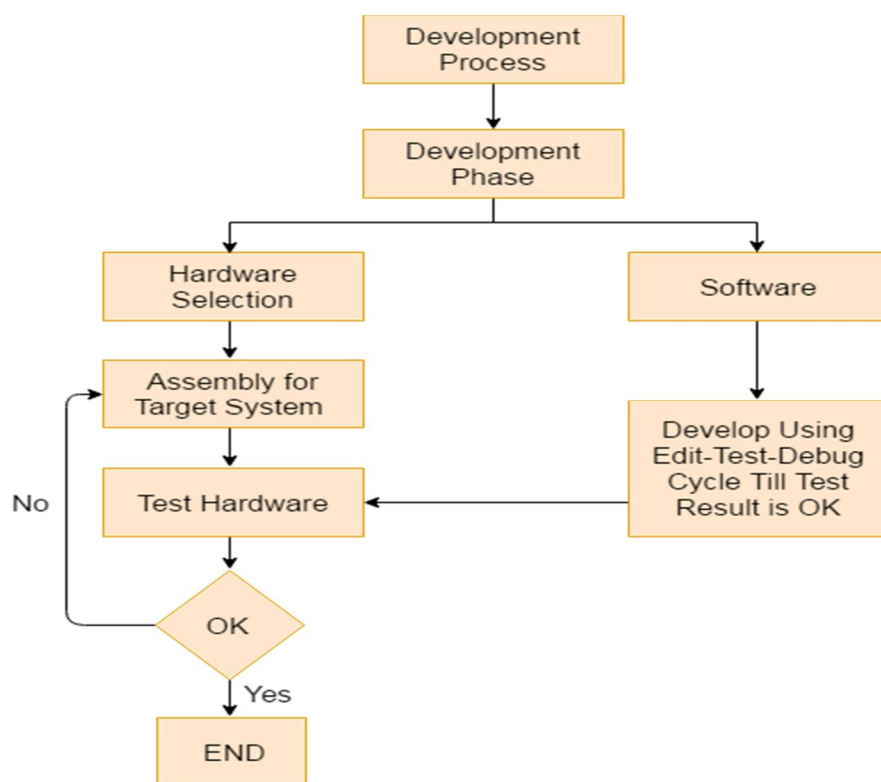 Development
Process
Development
Phase
Hardware
Selection
Software
Assembly for
Target System
Develop Using
Edit-Test-Debug
Cycle Till Test
Result is OK
No
Test Hardware
OK
Yes
END